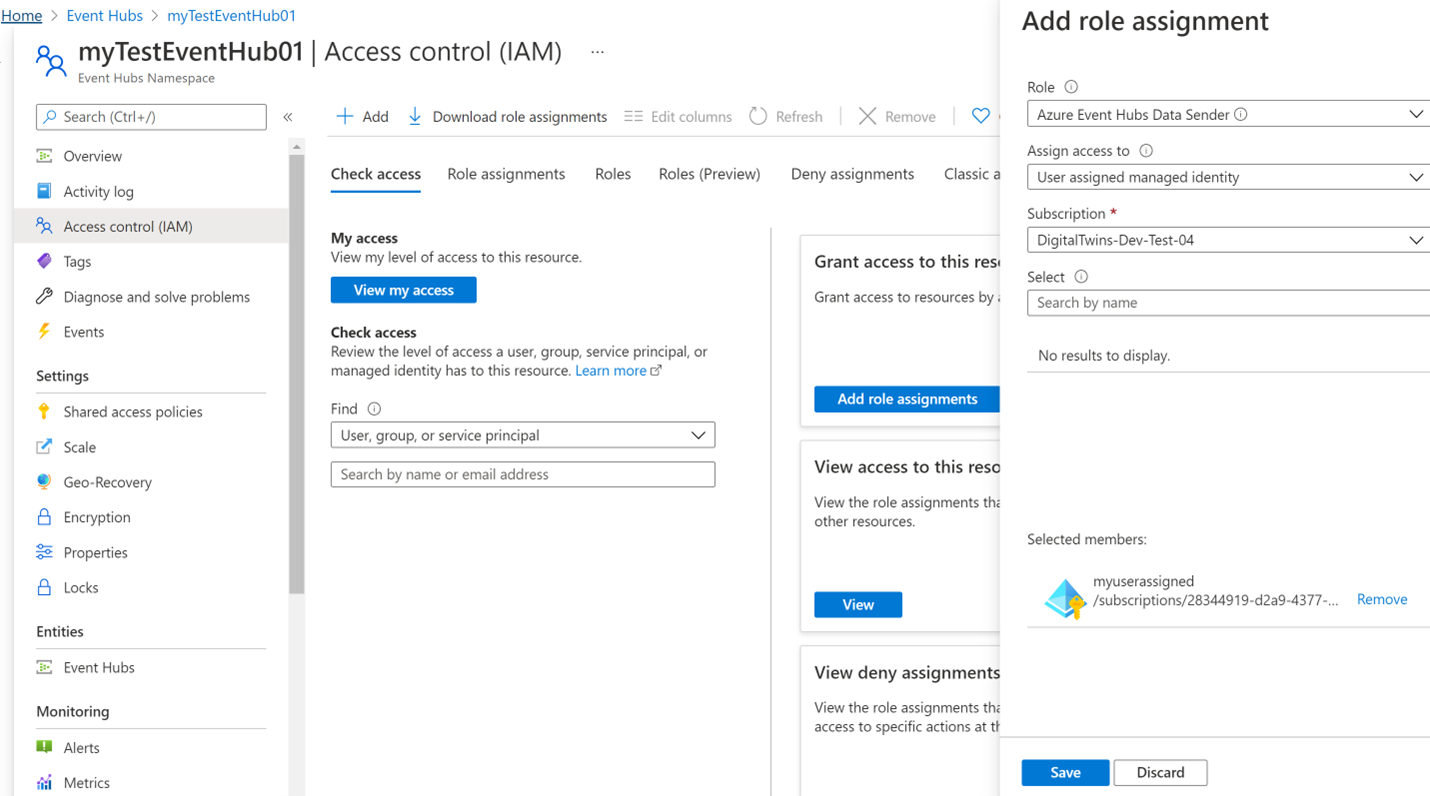 Home > Event Hubs > myTestEventHub01
myTestEventHub01 | Access control (IAM) ...
Event Hubs Namespace
Search (Ctrl+/)
«
Overview
Activity log
Access control (IAM)
Tags
Diagnose and solve problems
Events
Settings
Shared access policies
Scale
Geo-Recovery
Encryption
Properties
Locks
Entities
Event Hubs
Monitoring
Alerts
Metrics
Add
Download role assignments
Edit columns
Refresh
Remove
Check access
Role assignments
Roles
Roles (Preview)
Deny assignments
Classic a
My access
View my level of access to this resource.
View my access
Check access
Review the level of access a user, group, service principal, or
managed identity has to this resource. Learn more
Find
User, group, or service principal
Search by name or email address
Grant access to this reso
Grant access to resources by a
Add role assignments
View access to this reso
View the role assignments tha
other resources.
View
View deny assignments
View the role assignments tha
access to specific actions at th
Add role assignment
Role
Azure Event Hubs Data Sender
Assign access to
User assigned managed identity
Subscription *
DigitalTwins-Dev-Test-04
Select
Search by name
No results to display.
Selected members:
myuserassigned
/subscriptions/28344919-d2a9-4377-...
Remove
Save
Discard